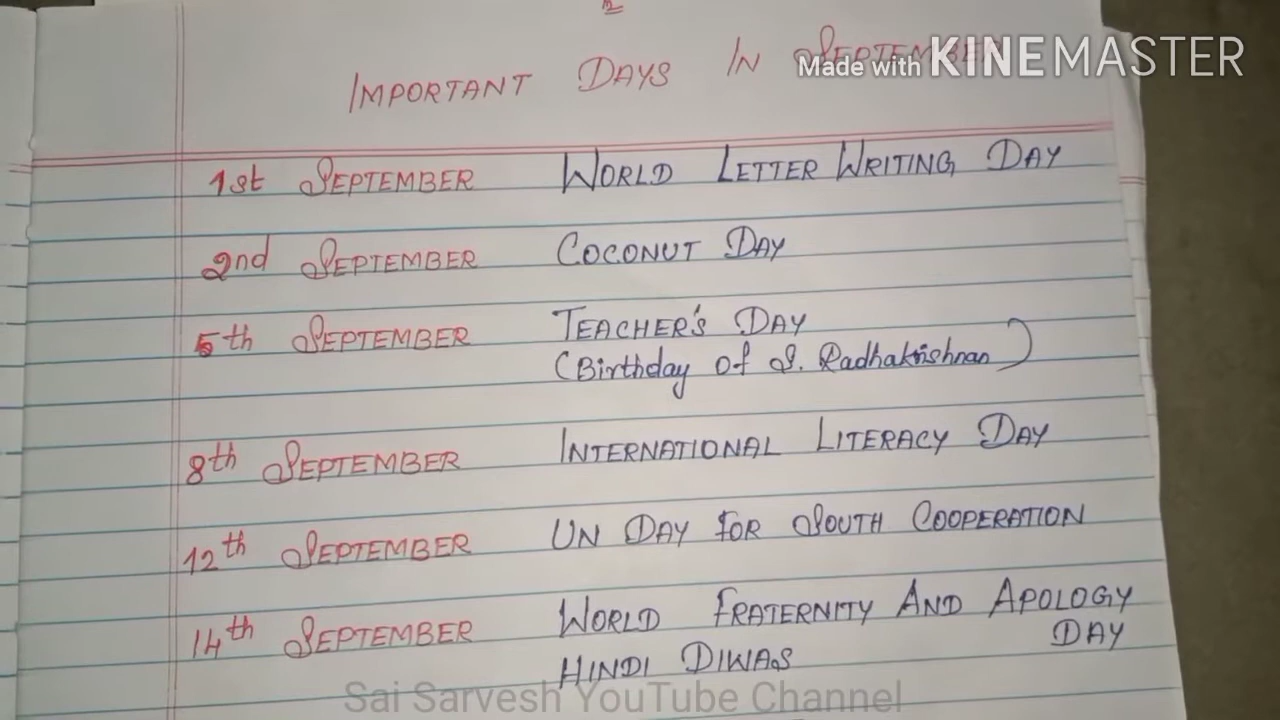 IMPORTANT DAYS IN SEPTEMBER
Made with KINEMASTER
1st SEPTEMBER WORLD LETTER WRITING DAY
2nd SEPTEMBER COCONUT DAY
5th SEPTEMBER TEACHER'S DAY
(Birthday of S. Radhakrishnan)
8th SEPTEMBER INTERNATIONAL LITERACY DAY
12th SEPTEMBER UN DAY FOR SOUTH COOPERATION
14th SEPTEMBER WORLD FRATERNITY AND APOLOGY
DAY
HINDI DIWAS
Sai Sarvesh YouTube Channel